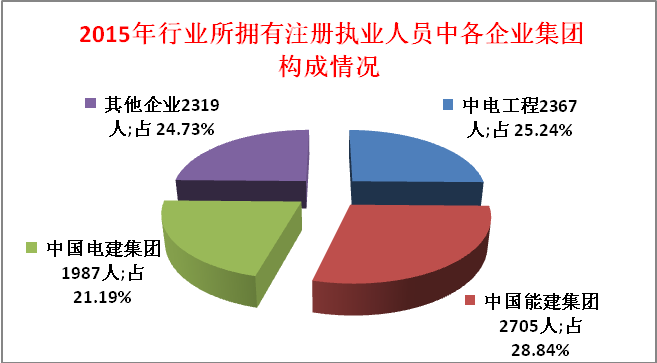 2015年行业所拥有注册执业人员中各企业集团
构成情况
其他企业2319
人;占 24.73%
中电工程2367
人;占 25.24%
中国电建集团
1987人;占
21.19%
中国能建集团
2705人;占
28.84%